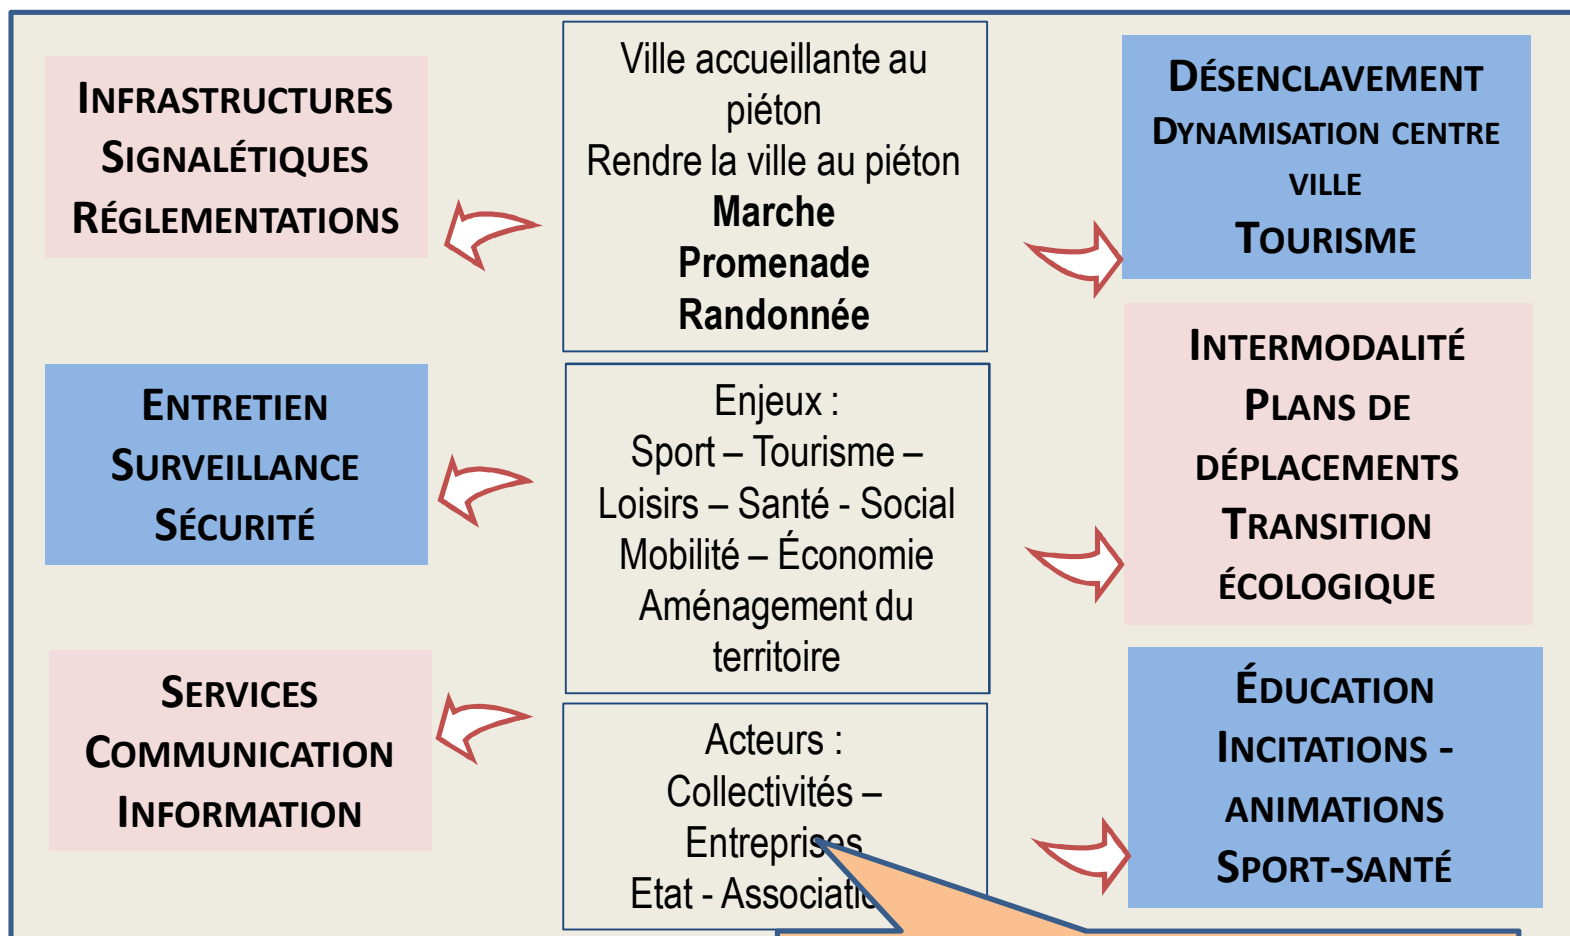 INFRASTRUCTURES
SIGNALÉTIQUES
RÉGLEMENTATIONS
ENTRETIEN
SURVEILLANCE
SÉCURITÉ
SERVICES
COMMUNICATION
INFORMATION
Ville accueillante au
piéton
Rendre la ville au piéton
Marche
Promenade
Randonnée
Enjeux :
Sport – Tourisme –
Loisirs – Santé - Social
Mobilité – Économie
Aménagement du
territoire
Acteurs :
Collectivités –
Entreprises
Etat -
DÉSENCLAVEMENT
DYNAMISATION CENTRE
VILLE
TOURISME
INTERMODALITÉ
PLANS DE
DÉPLACEMENTS
TRANSITION
ÉCOLOGIQUE
ÉDUCATION
INCITATIONS -
ANIMATIONS
SPORT-SANTÉ